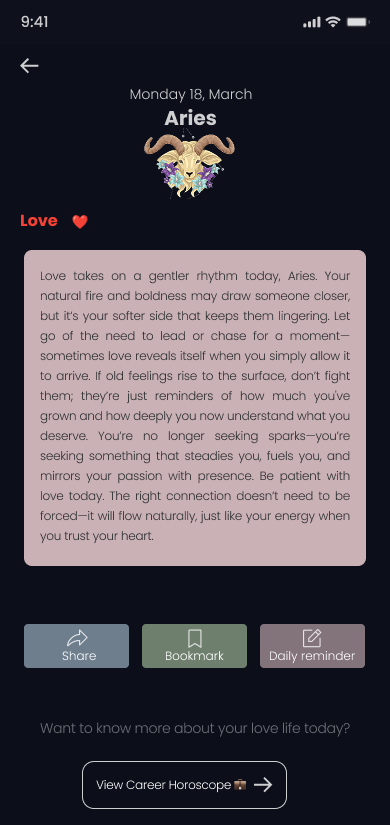 9:41
Monday 18, March
Aries
Love ❤️
Love takes on a gentler rhythm today, Aries. Your
natural fire and boldness may draw someone closer,
but it's your softer side that keeps them lingering. Let
go of the need to lead or chase for a moment—
sometimes love reveals itself when you simply allow it
to arrive. If old feelings rise to the surface, don't fight
them; they're just reminders of how much you've
grown and how deeply you now understand what you
deserve. You're no longer seeking sparks—you're
seeking something that steadies you, fuels you, and
mirrors your passion with presence. Be patient with
love today. The right connection doesn't need to be
forced—it will flow naturally, just like your energy when
you trust your heart.
Share
Bookmark
Daily reminder
Want to know more about your love life today?
View Career Horoscope 💼